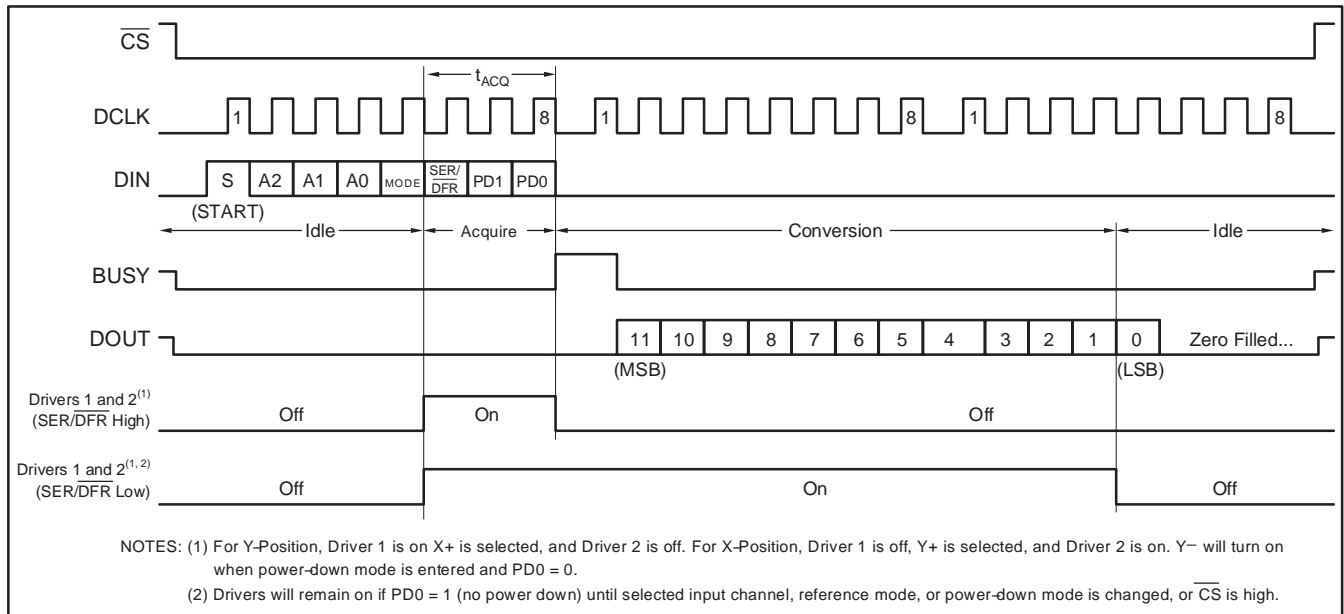 CS
tACQ
DCLK 1 8 1 8 1 8
DIN S A2 A1 A0 MODE SER/DFR PD1 PD0
(START)
Idle Acquire Conversion Idle
BUSY
DOUT 11 10 9 8 7 6 5 4 3 2 1 0 Zero Filled...
(MSB) (LSB)
Drivers 1 and 2(1)
(SER/DFR High) Off On Off
Drivers 1 and 2(1, 2)
(SER/DFR Low) Off On Off
NOTES: (1) For Y-Position, Driver 1 is on X+ is selected, and Driver 2 is off. For X-Position, Driver 1 is off, Y+ is selected, and Driver 2 is on. Y− will turn on
when power-down mode is entered and PD0 = 0.
(2) Drivers will remain on if PD0 = 1 (no power down) until selected input channel, reference mode, or power-down mode is changed, or CS is high.